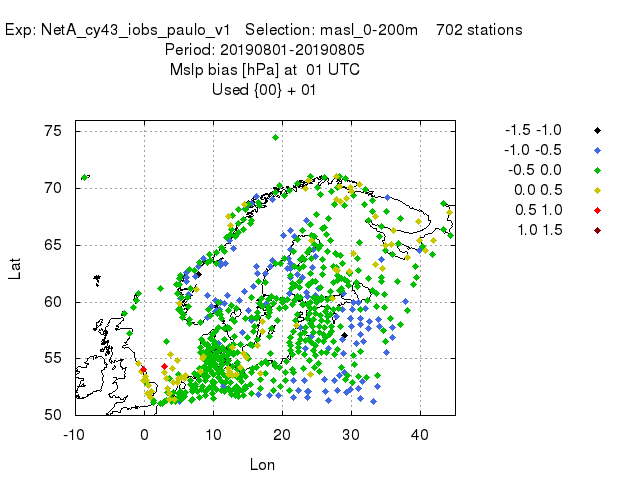 Exp: NetA_cy43_iobs_paulo_v1 Selection: masl_0-200m 702 stations
Period: 20190801-20190805
Mslp bias [hPa] at 01 UTC
Used {00} + 01
75
70
65
60
55
50
Lat
-10 0 10 20 30 40
Lon
-1.5 -1.0
-1.0 -0.5
-0.5 0.0
0.0 0.5
0.5 1.0
1.0 1.5